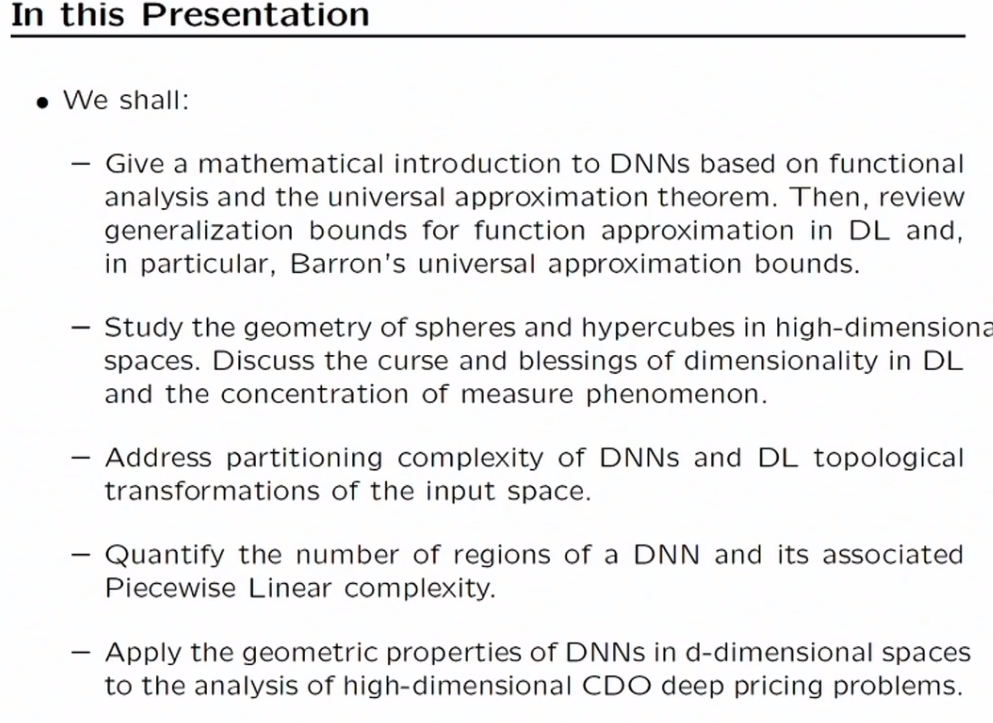 In this Presentation
• We shall:
– Give a mathematical introduction to DNNs based on functional
analysis and the universal approximation theorem. Then, review
generalization bounds for function approximation in DL and,
in particular, Barron's universal approximation bounds.
– Study the geometry of spheres and hypercubes in high-dimensiona
spaces. Discuss the curse and blessings of dimensionality in DL
and the concentration of measure phenomenon.
– Address partitioning complexity of DNNs and DL topological
transformations of the input space.
– Quantify the number of regions of a DNN and its associated
Piecewise Linear complexity.
– Apply the geometric properties of DNNs in d-dimensional spaces
to the analysis of high-dimensional CDO deep pricing problems.